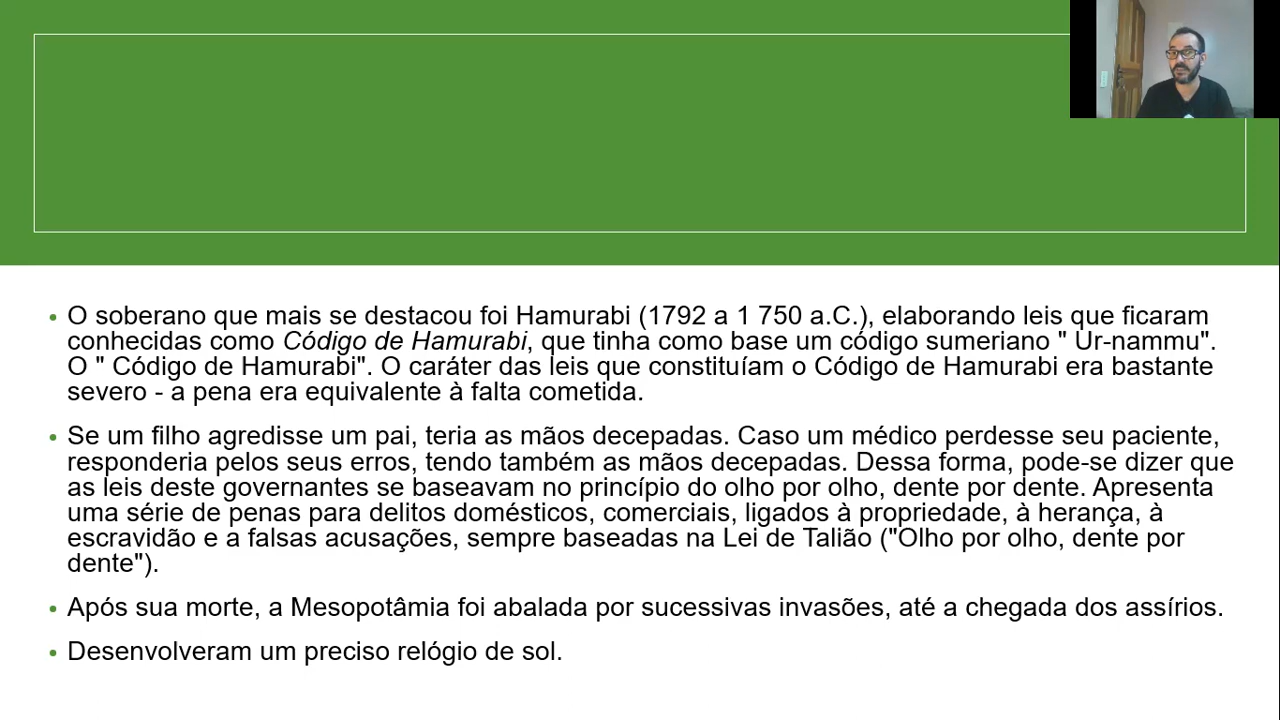 • O soberano que mais se destacou foi Hamurabi (1792 a 1 750 a.C.), elaborando leis que ficaram
conhecidas como Código de Hamurabi, que tinha como base um código sumeriano " Ur-nammu".
O " Código de Hamurabi". O caráter das leis que constituíam o Código de Hamurabi era bastante
severo - a pena era equivalente à falta cometida.
• Se um filho agredisse um pai, teria as mãos decepadas. Caso um médico perdesse seu paciente,
responderia pelos seus erros, tendo também as mãos decepadas. Dessa forma, pode-se dizer que
as leis deste governantes se baseavam no princípio do olho por olho, dente por dente. Apresenta
uma série de penas para delitos domésticos, comerciais, ligados à propriedade, à herança, à
escravidão e a falsas acusações, sempre baseadas na Lei de Talião ("Olho por olho, dente por
dente").
• Após sua morte, a Mesopotâmia foi abalada por sucessivas invasões, até a chegada dos assírios.
• Desenvolveram um preciso relógio de sol.